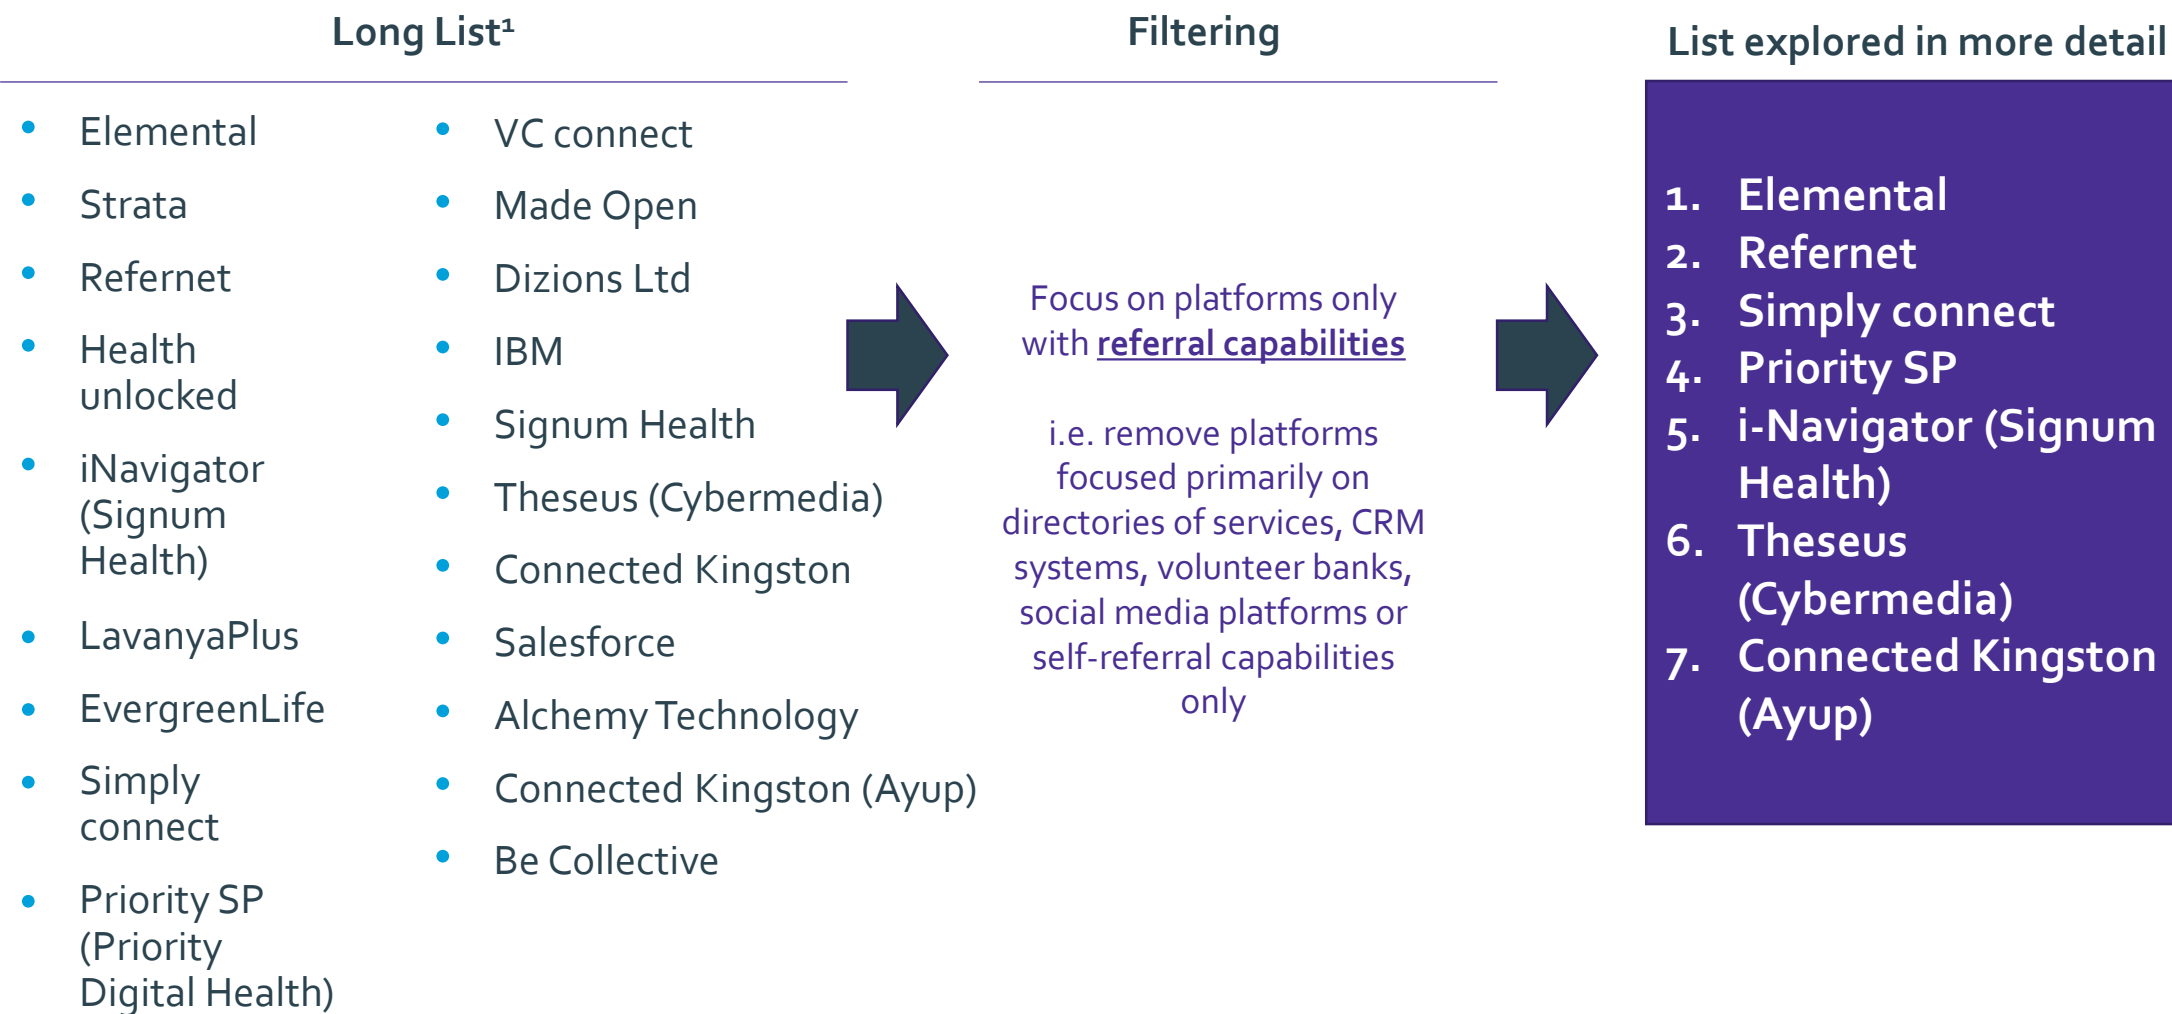 Long List¹
• Elemental
• Strata
• Refernet
• Health
unlocked
• iNavigator
(Signum
Health)
• LavanyaPlus
• EvergreenLife
• Simply
connect
• Priority SP
(Priority
Digital Health)
• VC connect
• Made Open
• Dizions Ltd
• IBM
• Signum Health
• Theseus (Cybermedia)
• Connected Kingston
• Salesforce
• Alchemy Technology
• Connected Kingston (Ayup)
• Be Collective
Filtering
Focus on platforms only
with referral capabilities
i.e. remove platforms
focused primarily on
directories of services, CRM
systems, volunteer banks,
social media platforms or
self-referral capabilities
only
List explored in more detail
1. Elemental
2. Refernet
3. Simply connect
4. Priority SP
5. i-Navigator (Signum
Health)
6. Theseus
(Cybermedia)
7. Connected Kingston
(Ayup)